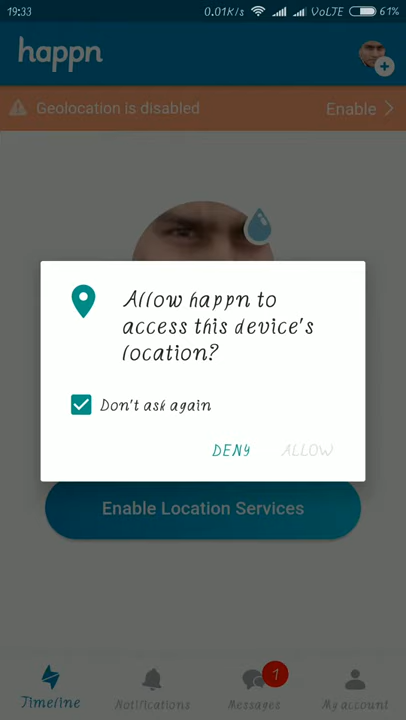 19:33 0.01K/s VoLTE 61%
happn
Geolocation is disabled Enable
Allow happn to
access this device's
location?
Don't ask again
DENY ALLOW
Enable Location Services
1
Timeline Notifications Messages My account